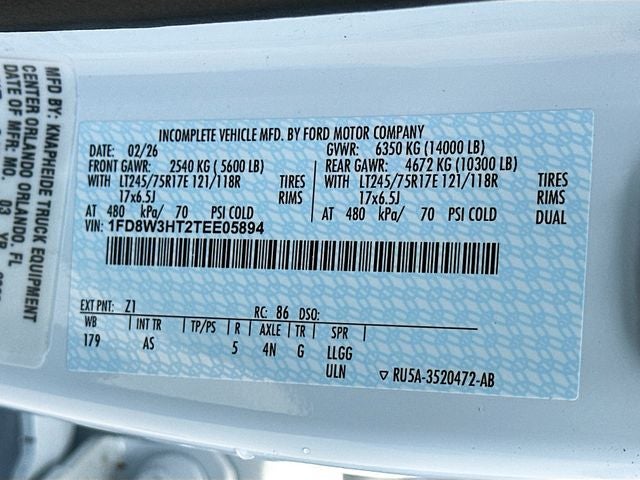 MFD BY: KNAPHEIDE TRUCK EQUIPMENT
CENTER ORLANDO ORLANDO, FL
DATE OF MFR: MO. 03 YR.
INCOMPLETE VEHICLE MFD. BY FORD MOTOR COMPANY
DATE: 02/26 GVWR: 6350 KG (14000 LB)
FRONT GAWR: 2540 KG ( 5600 LB) REAR GAWR: 4672 KG (10300 LB)
WITH LT245/75R17E 121/118R TIRES WITH LT245/75R17E 121/118R TIRES
17x6.5J RIMS 17x6.5J RIMS
AT 480 kPa/ 70 PSI COLD AT 480 kPa/ 70 PSI COLD DUAL
VIN: 1FD8W3HT2TEE05894
EXT PNT: Z1 RC: 86 DSO:
WB INT TR TP/PS R AXLE TR SPR
179 AS 5 4N G LLGG
ULN ▽ RU5A-3520472-AB